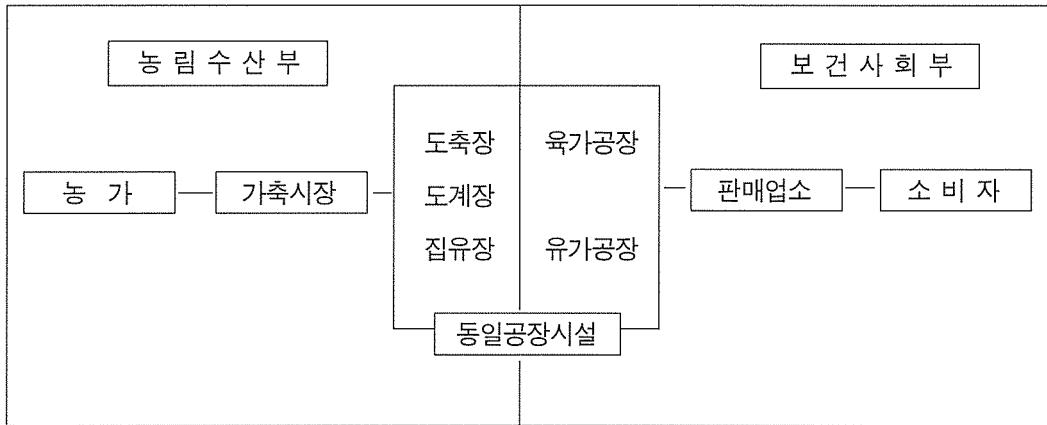 농 림 수 산 부
보 건 사 회 부
도축장 육가공장
농 가 가축시장 도계장 판매업소 소 비 자
집유장 유가공장
동일공장시설